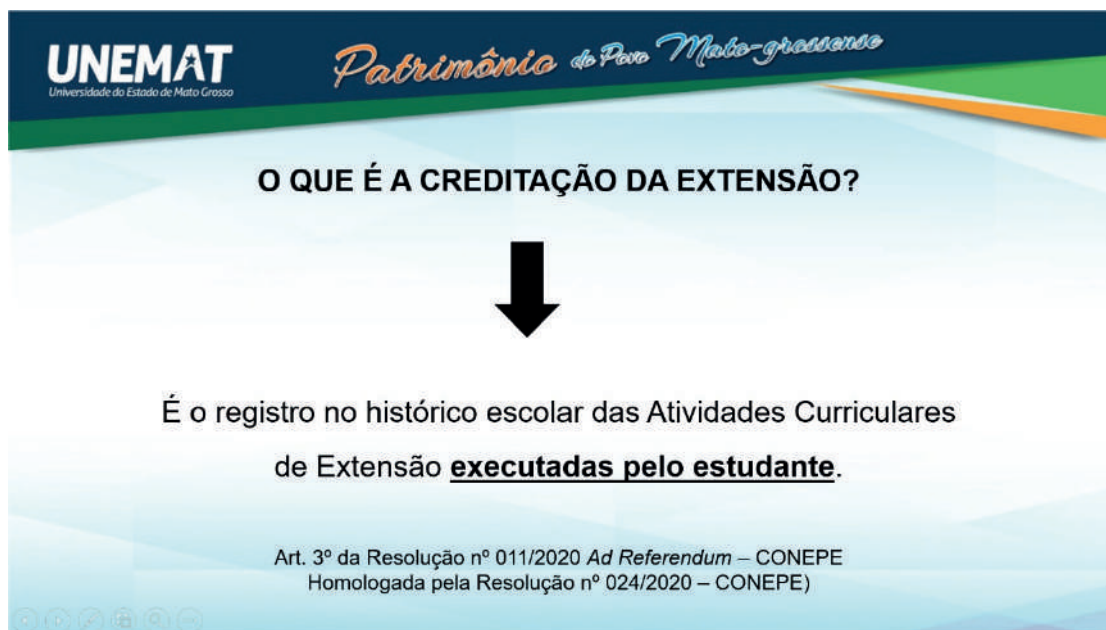 UNEMAT
Universidade do Estado de Mato Grosso
Patrimônio do Povo Mato-grossense
O QUE É A CREDITAÇÃO DA EXTENSÃO?
É o registro no histórico escolar das Atividades Curriculares
de Extensão executadas pelo estudante.
Art. 3º da Resolução nº 011/2020 Ad Referendum – CONEPE
Homologada pela Resolução nº 024/2020 – CONEPE)